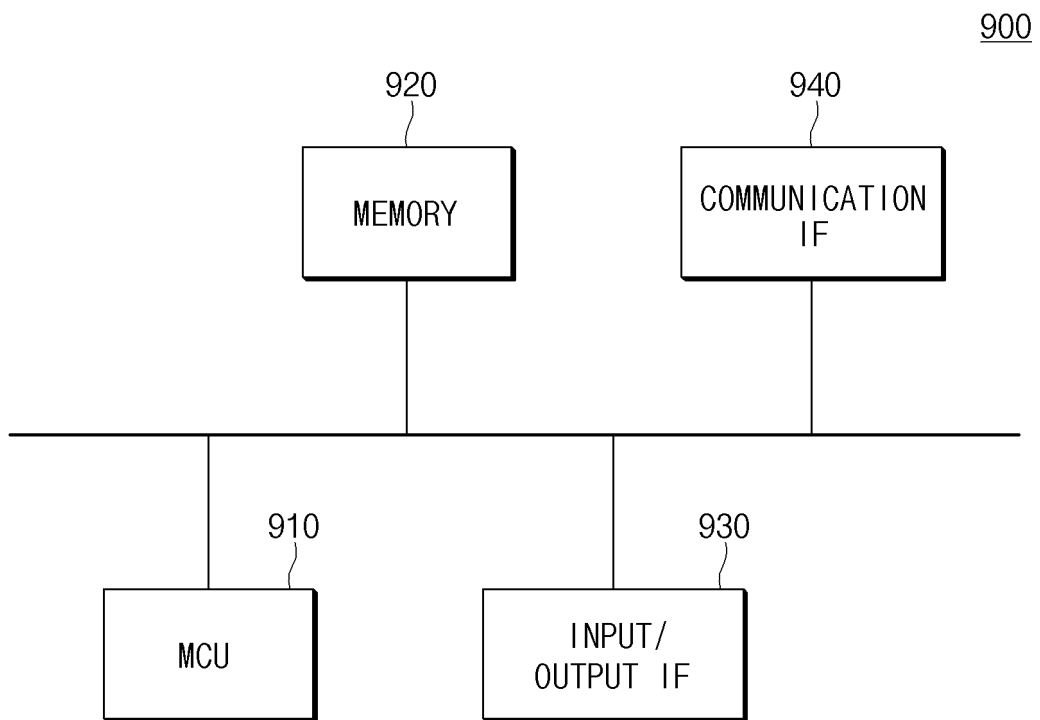 900
920
940
MEMORY
COMMUNICATION
IF
910
930
MCU
INPUT/
OUTPUT IF